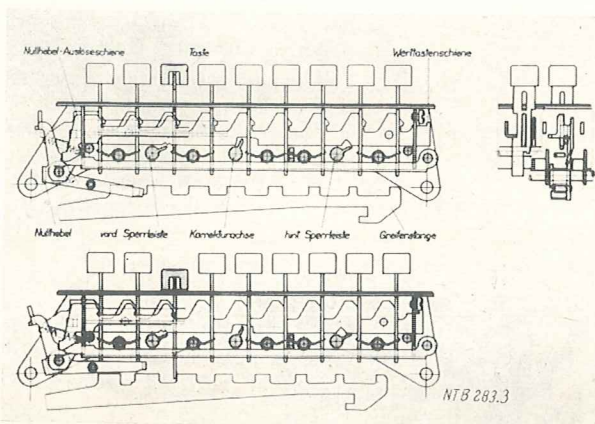 Nullhebel-Auslöseschiene Taste Werttastenschiene
Nullhebel vord Sperrleiste Korrekturachse hint Sperrleiste Greiferstange
NTB 283.3